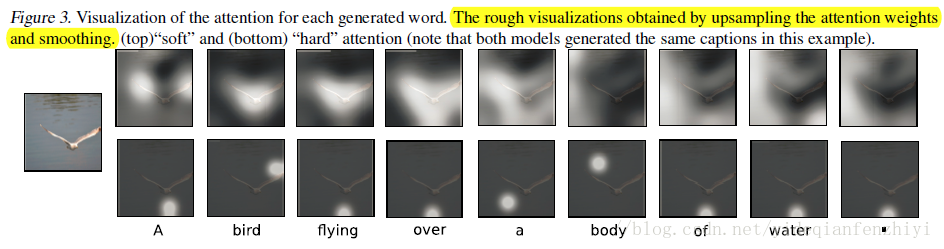 Figure 3. Visualization of the attention for each generated word. The rough visualizations obtained by upsampling the attention weights
and smoothing. (top)“soft” and (bottom) “hard” attention (note that both models generated the same captions in this example).
A bird flying over a body of water .